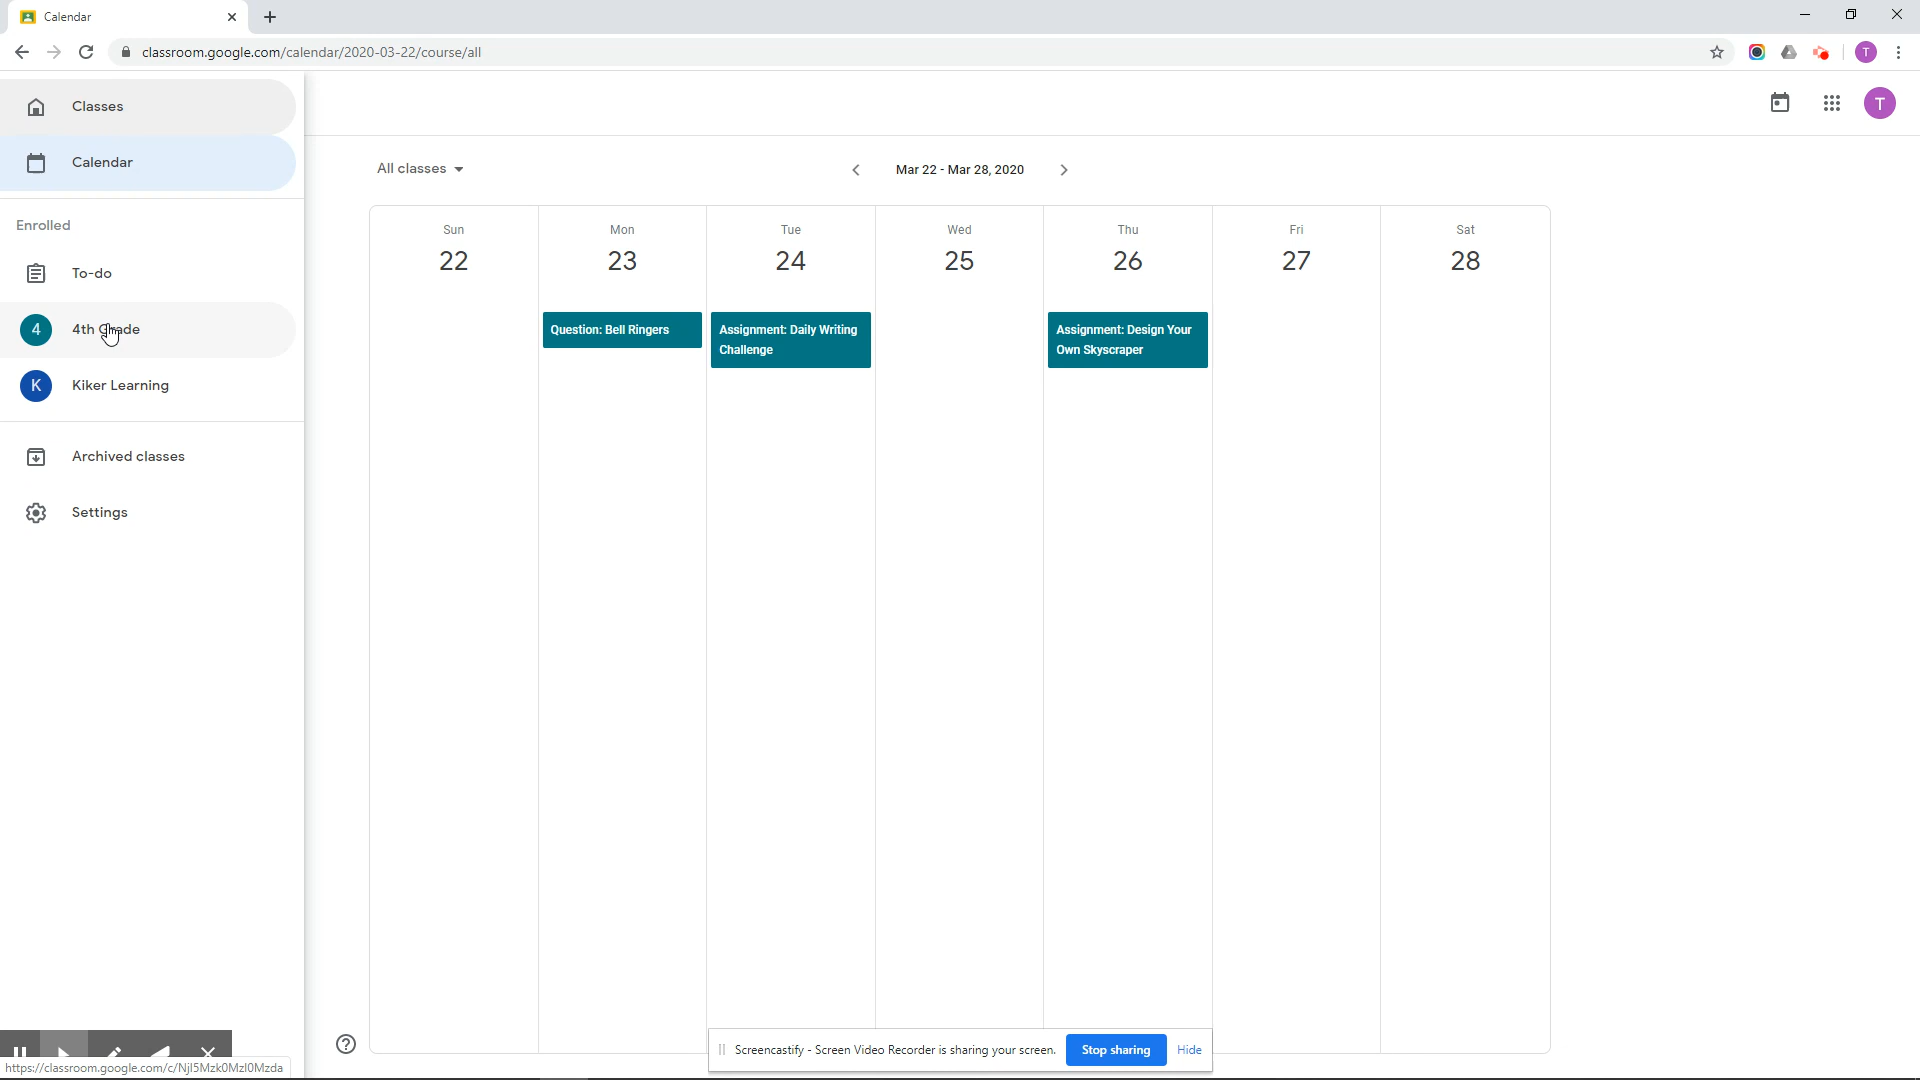 Calendar
classroom.google.com/calendar/2020-03-22/course/all
T
Classes
Calendar
T
All classes
Mar 22 - Mar 28, 2020
Enrolled
Sun
Mon
Tue
Wed
Thu
Fri
Sat
22
23
24
25
26
27
28
To-do
4
4th Grade
Question: Bell Ringers
Assignment: Daily Writing
Challenge
Assignment: Design Your
Own Skyscraper
K
Kiker Learning
Archived classes
Settings
Screencastify - Screen Video Recorder is sharing your screen.
Stop sharing
Hide
https://classroom.google.com/c/NjI5Mzk0MzI0Mzda